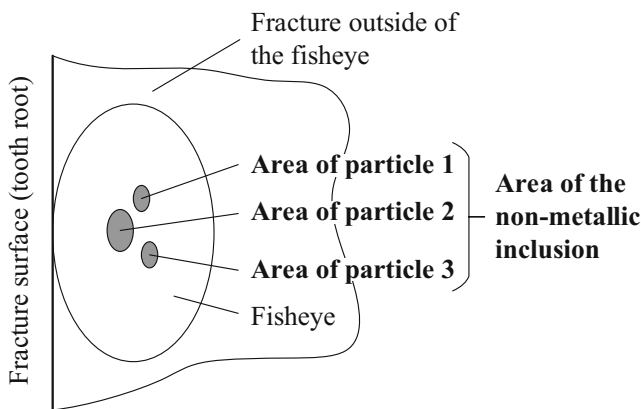 Fracture outside of
the fisheye
Fracture surface (tooth root)
Area of particle 1
Area of particle 2
Area of particle 3
Area of the
non-metallic
inclusion
Fisheye